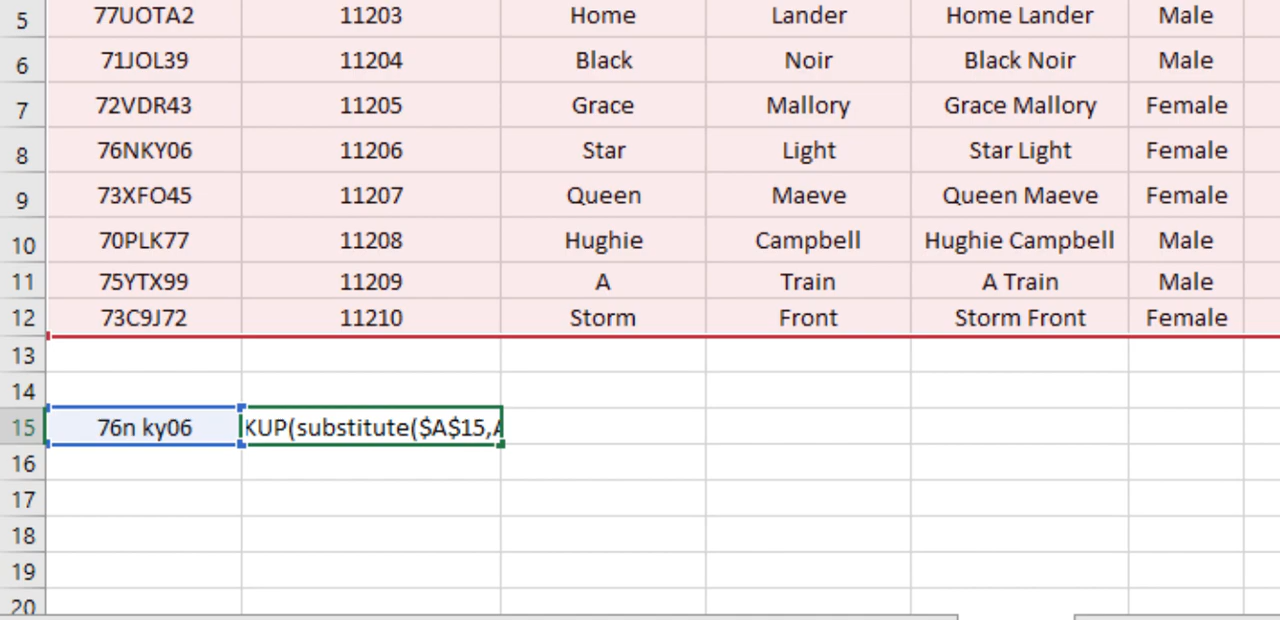 5 77UOTA2 11203 Home Lander Home Lander Male
6 71JOL39 11204 Black Noir Black Noir Male
7 72VDR43 11205 Grace Mallory Grace Mallory Female
8 76NKY06 11206 Star Light Star Light Female
9 73XFO45 11207 Queen Maeve Queen Maeve Female
10 70PLK77 11208 Hughie Campbell Hughie Campbell Male
11 75YTX99 11209 A Train A Train Male
12 73C9J72 11210 Storm Front Storm Front Female
13
14
15 76n ky06 KUP(substitute($A$15,A
16
17
18
19
20